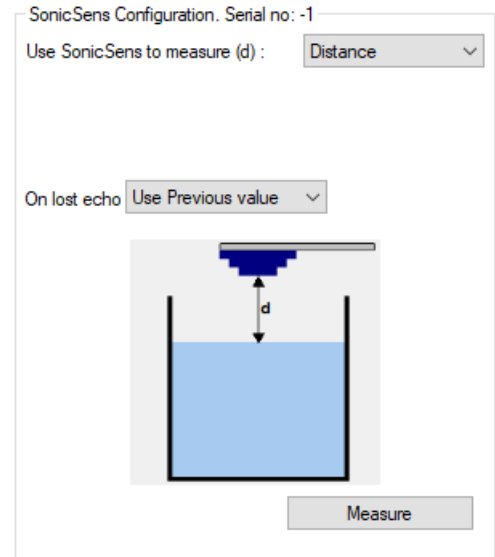 SonicSens Configuration. Serial no: -1
Use SonicSens to measure (d) : Distance
On lost echo Use Previous value
d
Measure